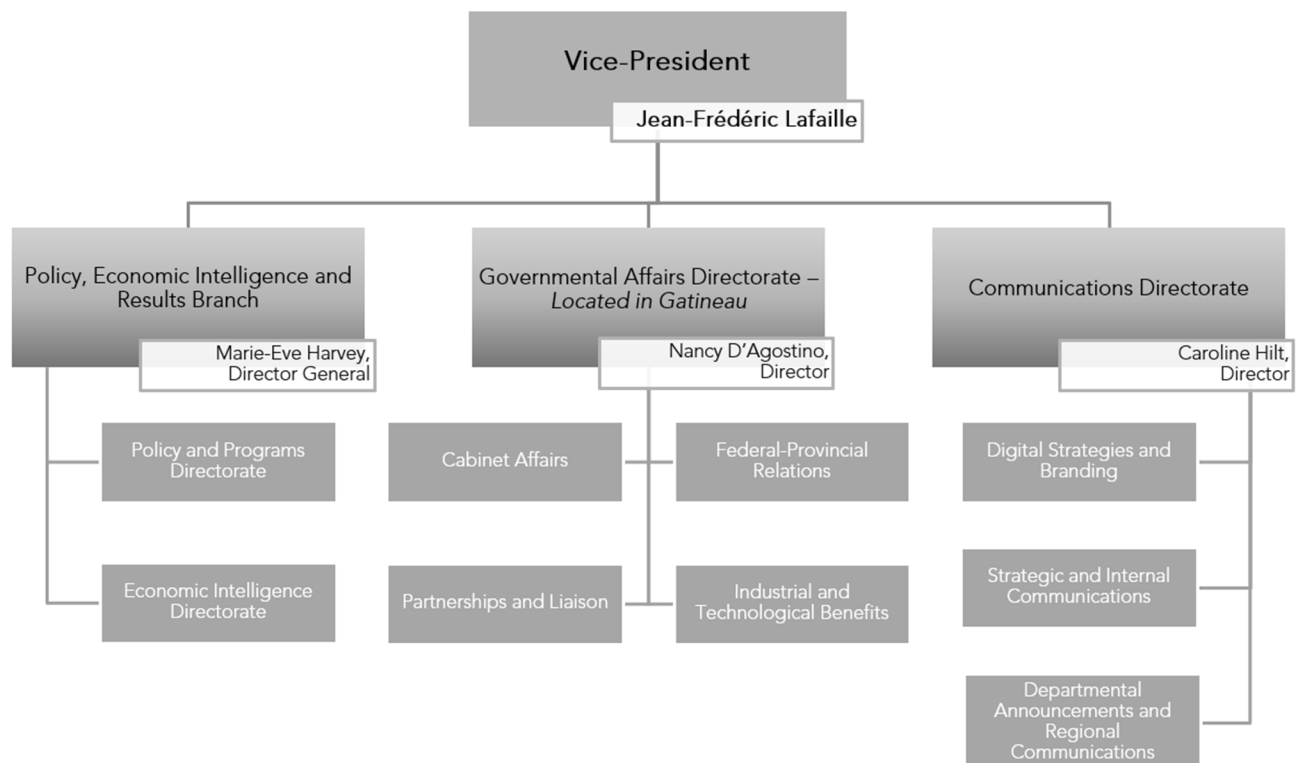 Vice-President
Jean-Frédéric Lafaille
Policy, Economic Intelligence and
Results Branch
Marie-Eve Harvey,
Director General
Governmental Affairs Directorate –
Located in Gatineau
Nancy D’Agostino,
Director
Communications Directorate
Caroline Hilt,
Director
Policy and Programs
Directorate
Economic Intelligence
Directorate
Cabinet Affairs
Federal-Provincial
Relations
Partnerships and Liaison
Industrial and
Technological Benefits
Digital Strategies and
Branding
Strategic and Internal
Communications
Departmental
Announcements and
Regional
Communications